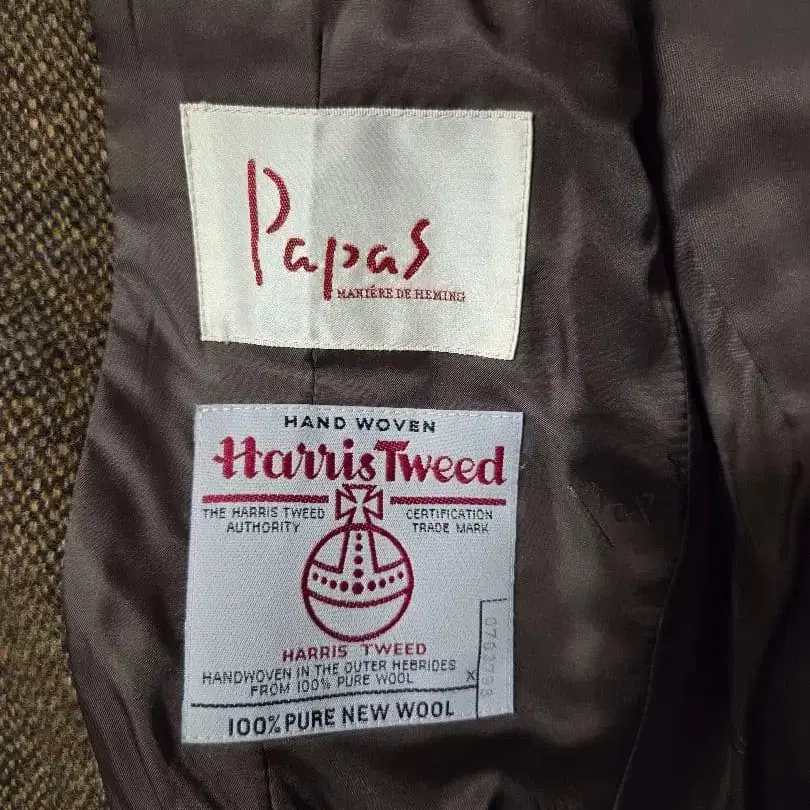 Papas
MANIÈRE DE HEMING
HAND WOVEN
Harris Tweed
THE HARRIS TWEED AUTHORITY
CERTIFICATION TRADE MARK
HARRIS TWEED
HANDWOVEN IN THE OUTER HEBRIDES
FROM 100% PURE WOOL
X
100% PURE NEW WOOL